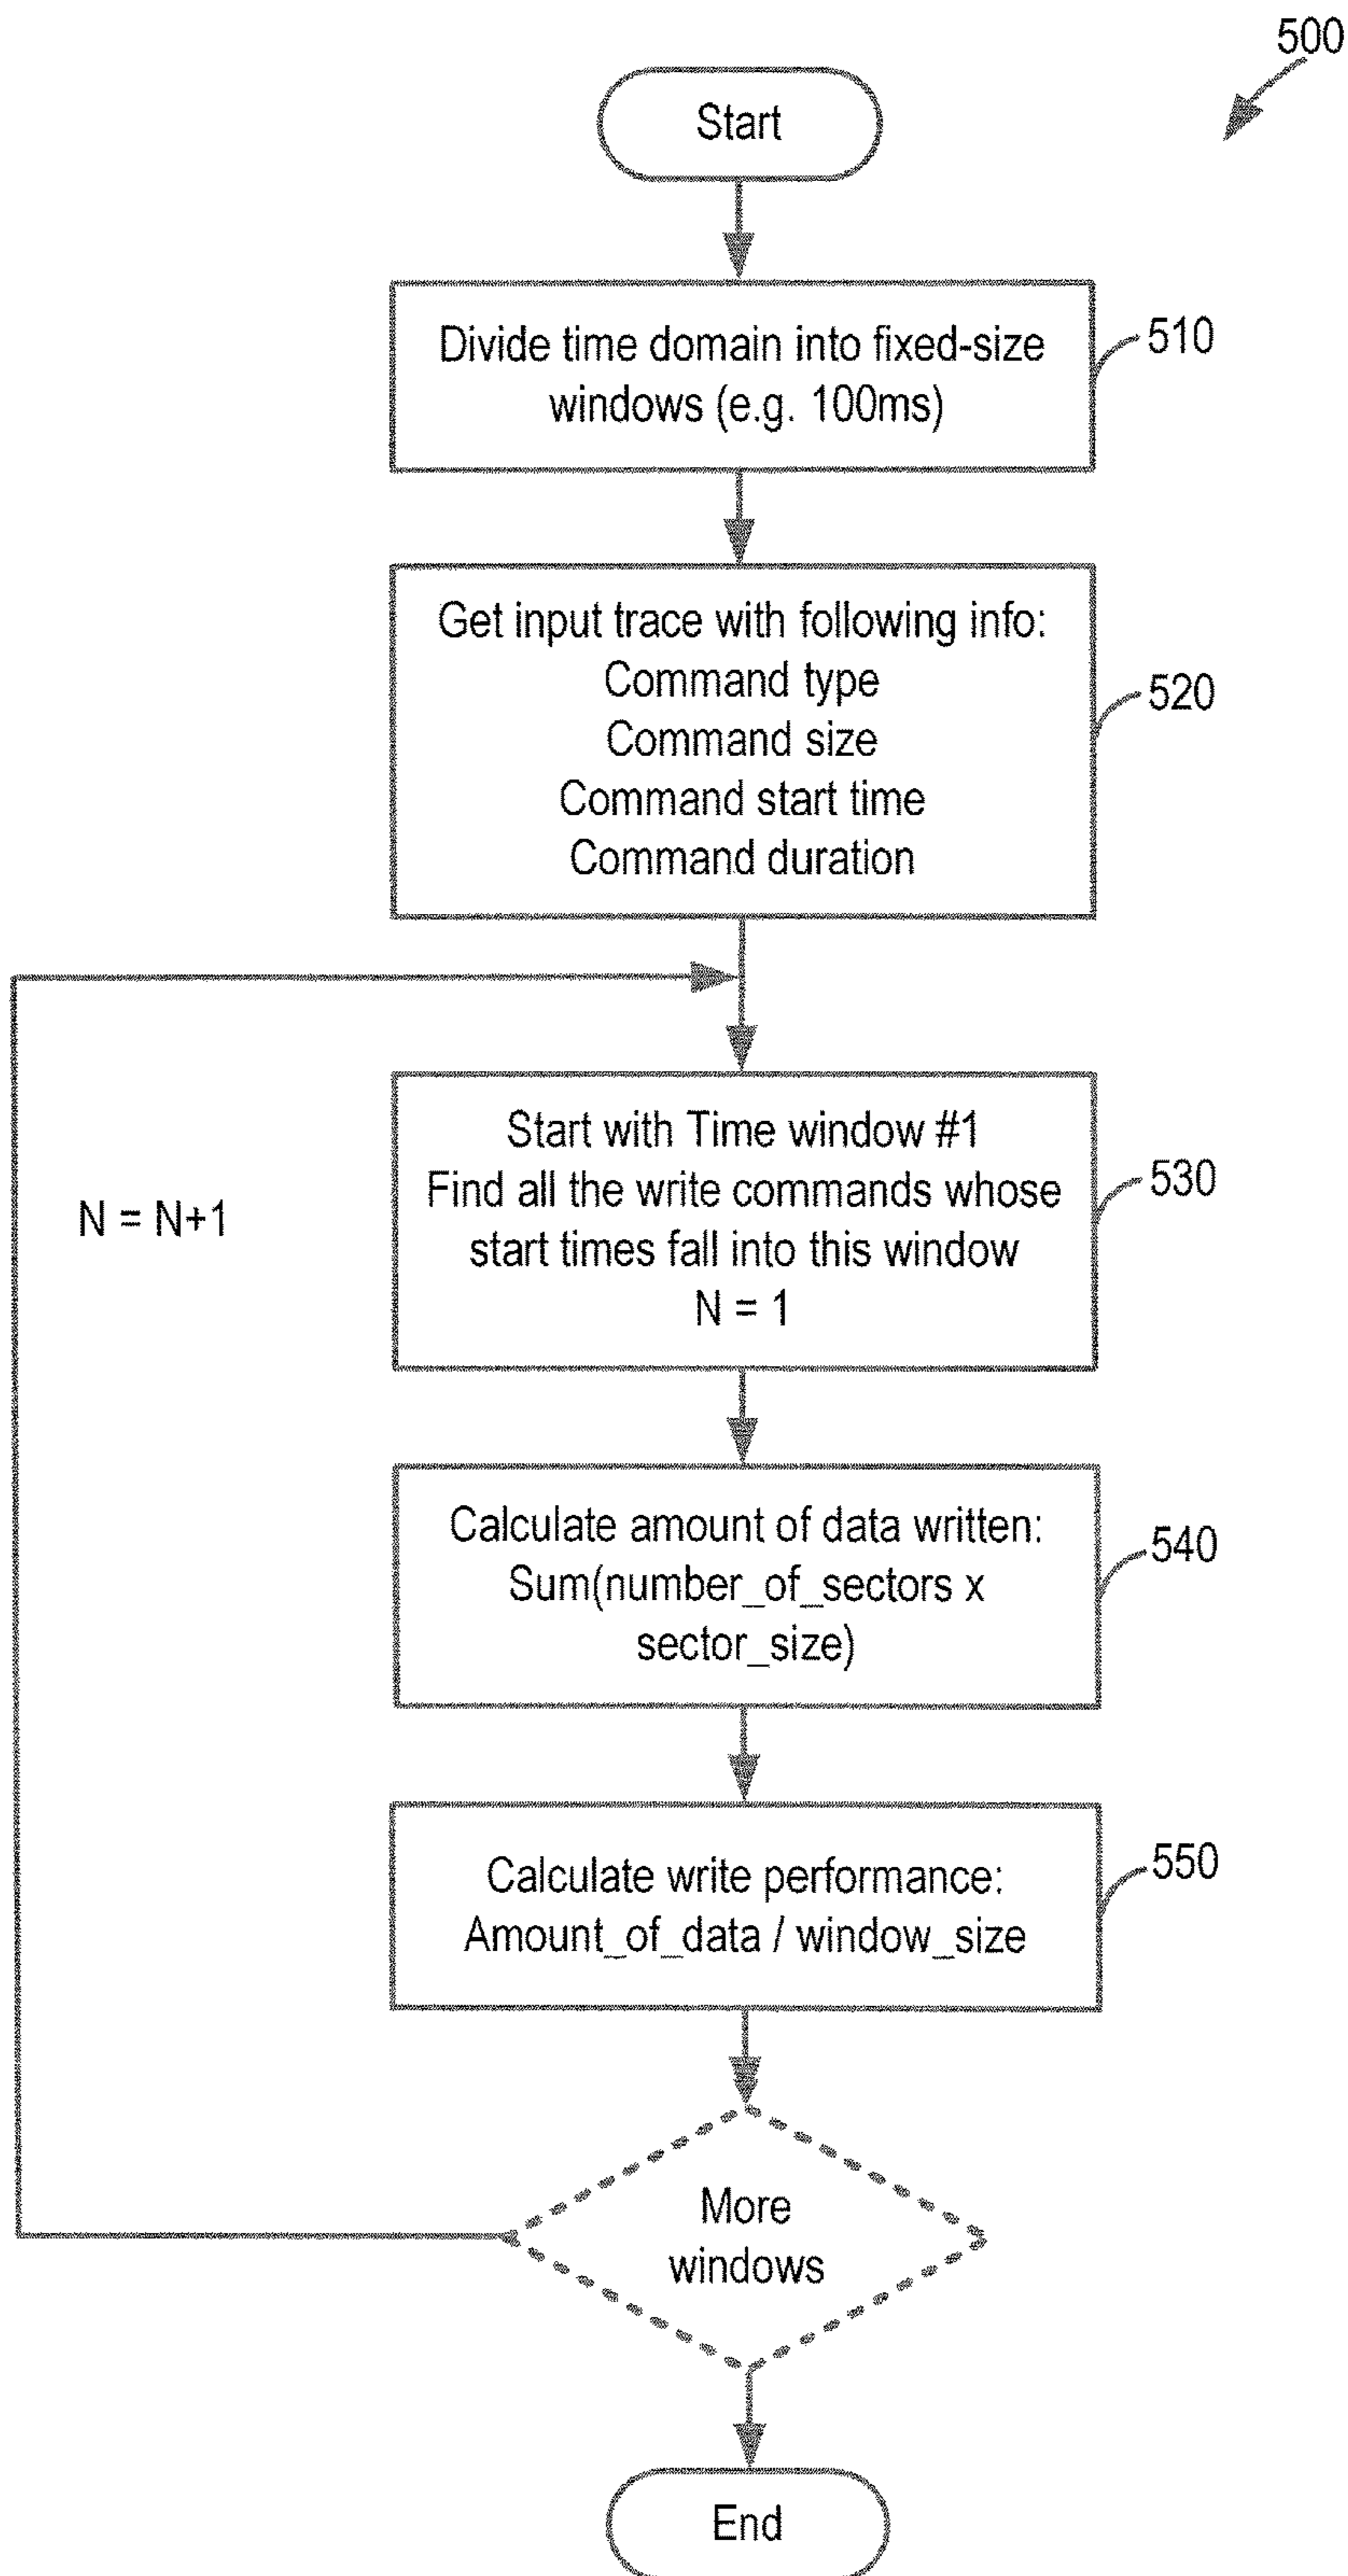 500
Start
Divide time domain into fixed-size
windows (e.g. 100ms)
510
Get input trace with following info:
Command type
Command size
Command start time
Command duration
520
Start with Time window #1
Find all the write commands whose
start times fall into this window
N = 1
530
N = N+1
Calculate amount of data written:
Sum(number_of_sectors x
sector_size)
540
Calculate write performance:
Amount_of_data / window_size
550
More
windows
End